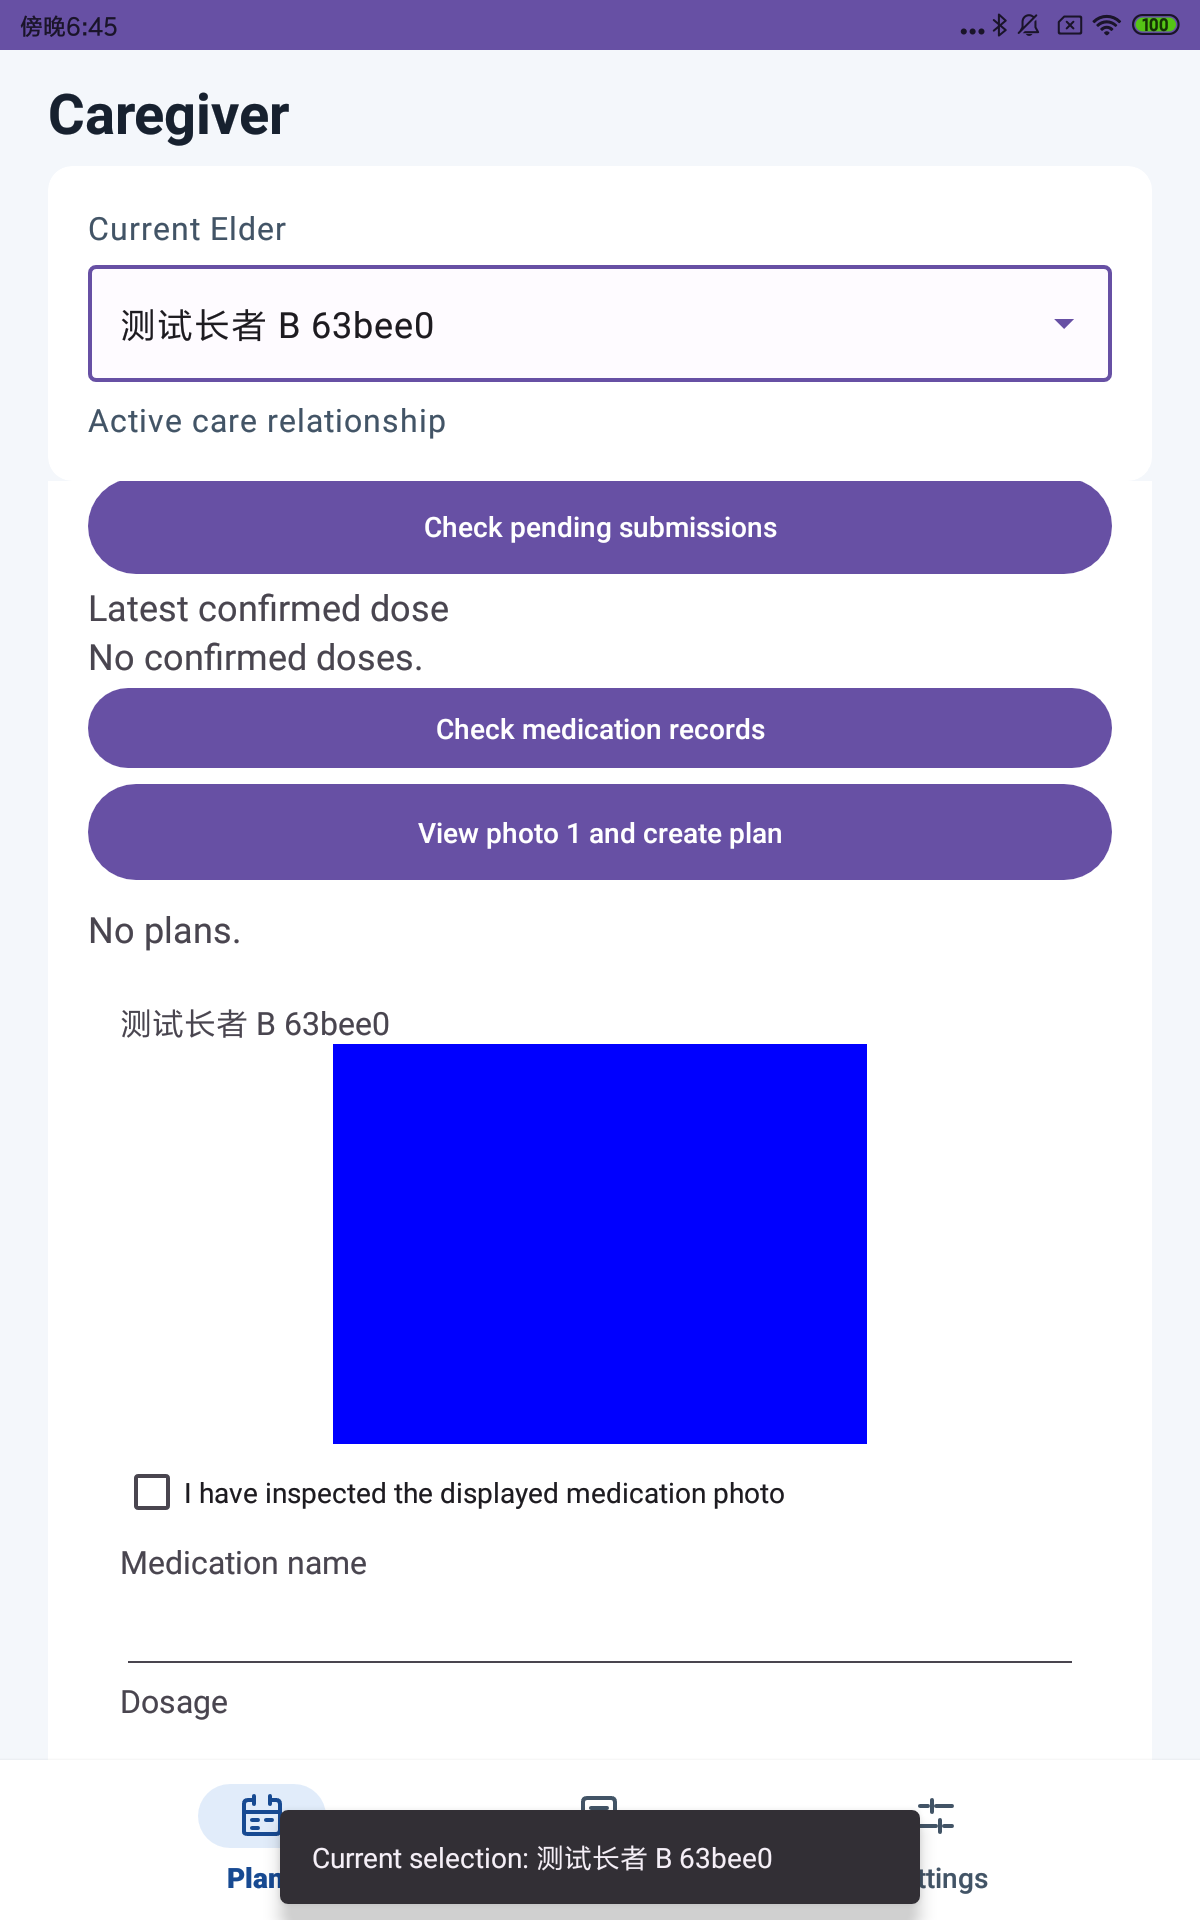 傍晚6:45
100
Caregiver
Current Elder
测试长者 B 63bee0
Active care relationship
Check pending submissions
Latest confirmed dose
No confirmed doses.
Check medication records
View photo 1 and create plan
No plans.
测试长者 B 63bee0
I have inspected the displayed medication photo
Medication name
Dosage
Current selection: 测试长者 B 63bee0
Plan
ttings